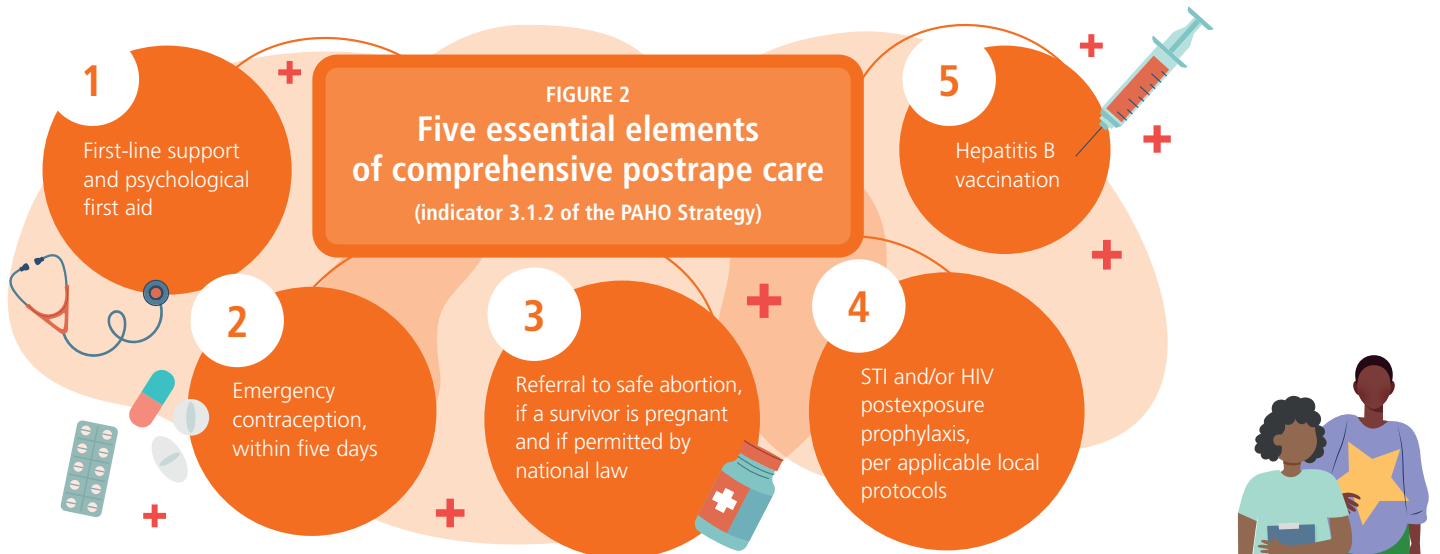 FIGURE 2
Five essential elements
of comprehensive postrape care
(indicator 3.1.2 of the PAHO Strategy)
1
First-line support
and psychological
first aid
2
Emergency
contraception,
within five days
3
Referral to safe abortion,
if a survivor is pregnant
and if permitted by
national law
4
STI and/or HIV
postexposure
prophylaxis,
per applicable local
protocols
5
Hepatitis B
vaccination